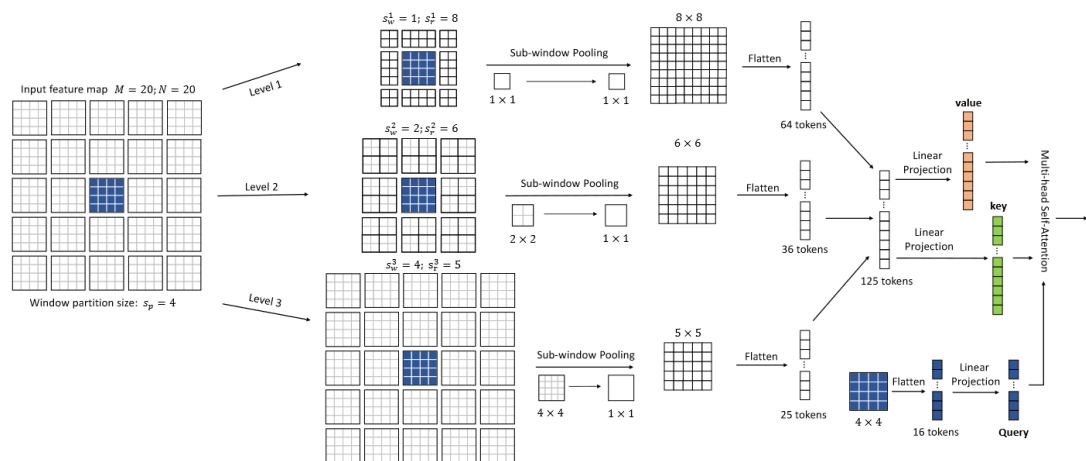 Input feature map M = 20; N = 20
Window partition size: s_p = 4
Level 1
Level 2
Level 3
s_w^1 = 1; s_r^1 = 8
Sub-window Pooling
1 × 1
1 × 1
8 × 8
Flatten
64 tokens
s_w^2 = 2; s_r^2 = 6
Sub-window Pooling
2 × 2
1 × 1
6 × 6
Flatten
36 tokens
s_w^3 = 4; s_r^3 = 5
Sub-window Pooling
4 × 4
1 × 1
5 × 5
Flatten
25 tokens
125 tokens
Linear
Projection
value
Linear
Projection
key
4 × 4
Flatten
16 tokens
Linear
Projection
Query
Multi-head Self-Attention